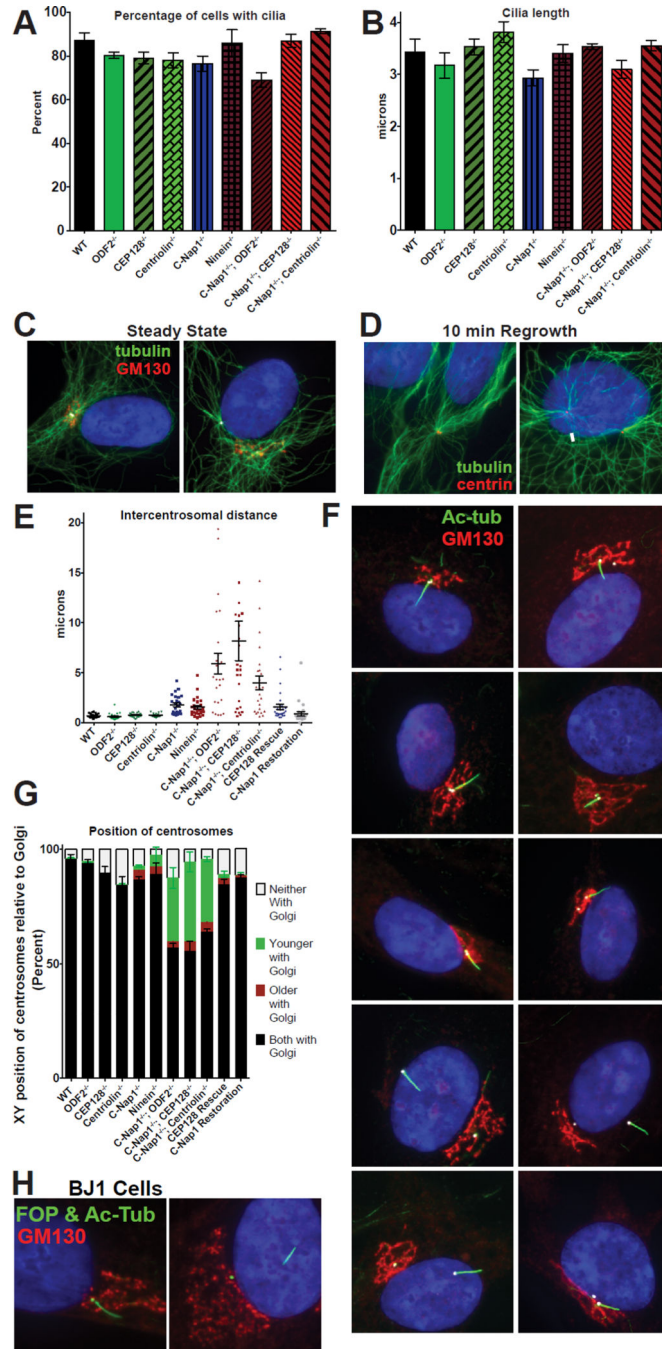 A
Percentage of cells with cilia
Percent
100
80
60
40
20
0
WT
ODF2-/-
CEP128-/-
Centriolin-/-
C-Nap1-/-
Ninein-/-
C-Nap1-/-; ODF2-/-
C-Nap1-/-; CEP128-/-
C-Nap1-/-; Centriolin-/-
B
Cilia length
microns
4
3
2
1
0
WT
ODF2-/-
CEP128-/-
Centriolin-/-
C-Nap1-/-
Ninein-/-
C-Nap1-/-; ODF2-/-
C-Nap1-/-; CEP128-/-
C-Nap1-/-; Centriolin-/-
C
Steady State
tubulin
GM130
D
10 min Regrowth
tubulin
centrin
E
Intercentrosomal distance
microns
20
15
10
5
0
WT
ODF2-/-
CEP128-/-
Centriolin-/-
C-Nap1-/-
Ninein-/-
C-Nap1-/-; ODF2-/-
C-Nap1-/-; CEP128-/-
C-Nap1-/-; Centriolin-/-
CEP128 Rescue
C-Nap1 Restoration
F
Ac-tub
GM130
G
Position of centrosomes
XY position of centrosomes relative to Golgi
(Percent)
100
50
0
WT
ODF2-/-
CEP128-/-
Centriolin-/-
C-Nap1-/-
Ninein-/-
C-Nap1-/-; ODF2-/-
C-Nap1-/-; CEP128-/-
C-Nap1-/-; Centriolin-/-
CEP128 Rescue
C-Nap1 Restoration
Neither
With
Golgi
Younger
with
Golgi
Older
with
Golgi
Both with
Golgi
H
BJ1 Cells
FOP & Ac-Tub
GM130